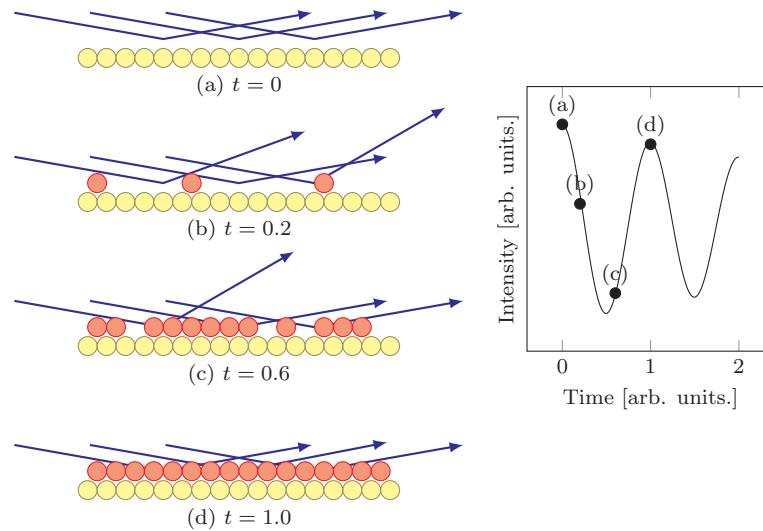 (a) t = 0
(b) t = 0.2
(c) t = 0.6
(d) t = 1.0
Intensity [arb. units.]
(a)
(b)
(c)
(d)
0 1 2
Time [arb. units.]